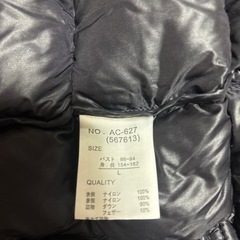 NO. AC-627
(567613)
SIZE
バスト 86-94
身 長 154-162
L
QUALITY
表地 ナイロン 100%
裏地 ナイロン 100%
詰物 ダウン 90%
フェザー 10%